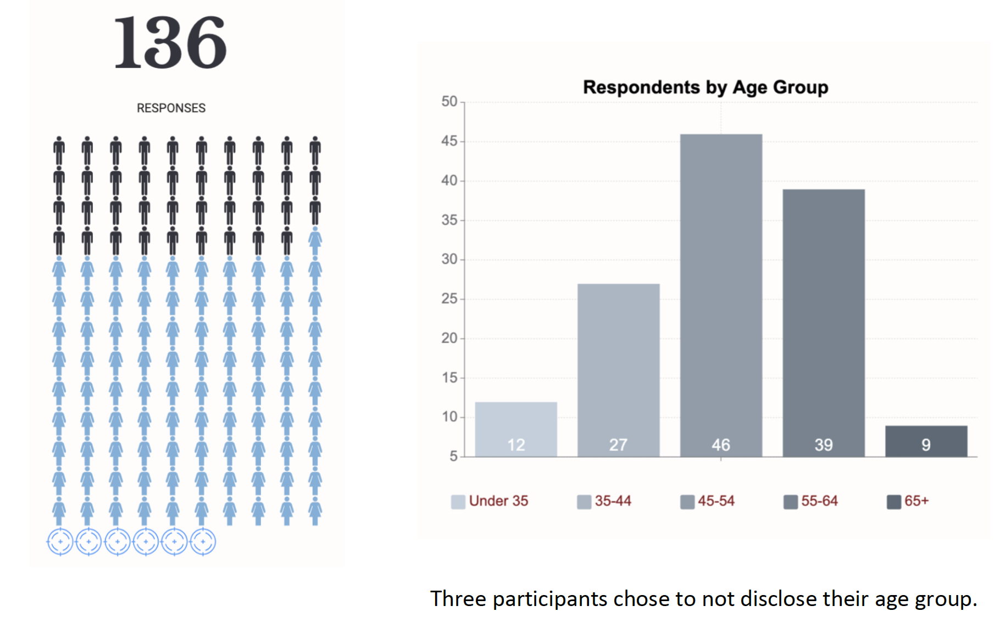 136
RESPONSES
Respondents by Age Group
50
45
40
35
30
25
20
15
10
5
12 27 46 39 9
Under 35 35-44 45-54 55-64 65+
Three participants chose to not disclose their age group.